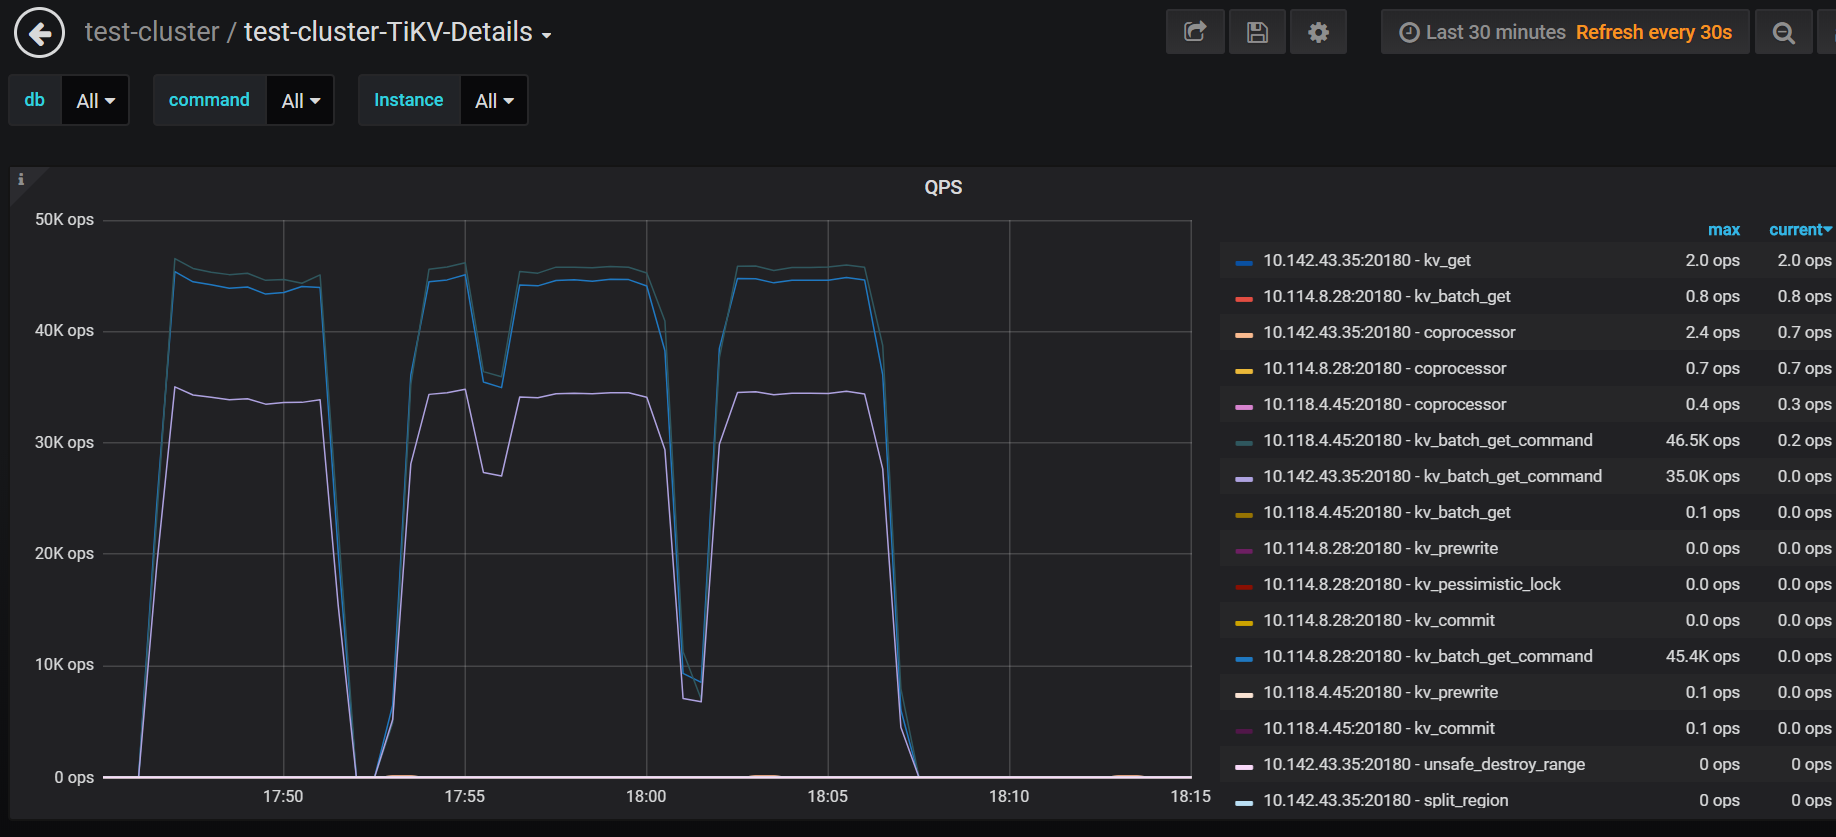 test-cluster / test-cluster-TiKV-Details
Last 30 minutes Refresh every 30s
db All command All Instance All
i
QPS
50K ops
40K ops
30K ops
20K ops
10K ops
0 ops
17:50 17:55 18:00 18:05 18:10 18:15
max current
10.142.43.35:20180 - kv_get 2.0 ops 2.0 ops
10.114.8.28:20180 - kv_batch_get 0.8 ops 0.8 ops
10.142.43.35:20180 - coprocessor 2.4 ops 0.7 ops
10.114.8.28:20180 - coprocessor 0.7 ops 0.7 ops
10.118.4.45:20180 - coprocessor 0.4 ops 0.3 ops
10.118.4.45:20180 - kv_batch_get_command 46.5K ops 0.2 ops
10.142.43.35:20180 - kv_batch_get_command 35.0K ops 0.0 ops
10.118.4.45:20180 - kv_batch_get 0.1 ops 0.0 ops
10.114.8.28:20180 - kv_prewrite 0.0 ops 0.0 ops
10.114.8.28:20180 - kv_pessimistic_lock 0.0 ops 0.0 ops
10.114.8.28:20180 - kv_commit 0.0 ops 0.0 ops
10.114.8.28:20180 - kv_batch_get_command 45.4K ops 0.0 ops
10.118.4.45:20180 - kv_prewrite 0.1 ops 0.0 ops
10.118.4.45:20180 - kv_commit 0.1 ops 0.0 ops
10.142.43.35:20180 - unsafe_destroy_range 0 ops 0 ops
10.142.43.35:20180 - split_region 0 ops 0 ops